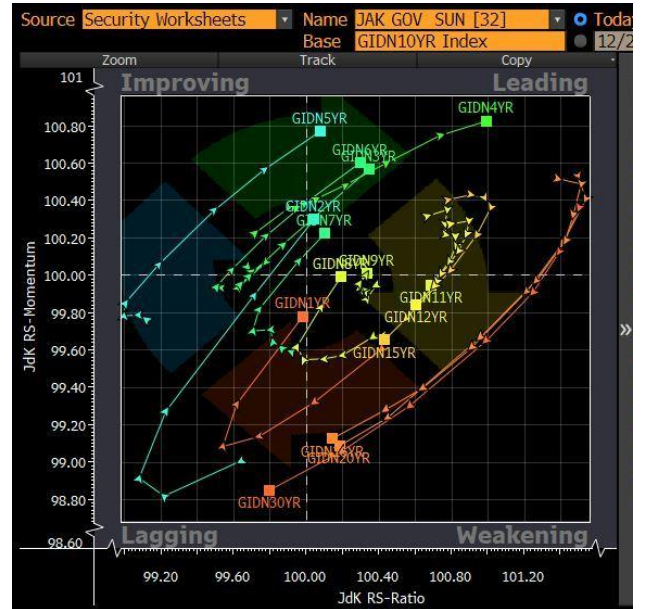 Source Security Worksheets Name JAK GOV SUN [32] Toda
Base GIDN10YR Index 12/2
Zoom Track Copy
101
Improving Leading
GIDN4YR
GIDN5YR
100.80
GIDN6YR
GIDN3YR
100.60
100.40
GIDN2YR
GIDN7YR
100.20
GIDN8YR GIDN9YR
100.00
GIDN11YR
GIDN1YR
GIDN12YR
99.80
GIDN15YR
99.60
99.40
99.20
GIDN20YR
99.00
GIDN30YR
98.80
98.60
Lagging Weakening
JdK RS-Momentum
99.20 99.60 100.00 100.40 100.80 101.20
JdK RS-Ratio
»